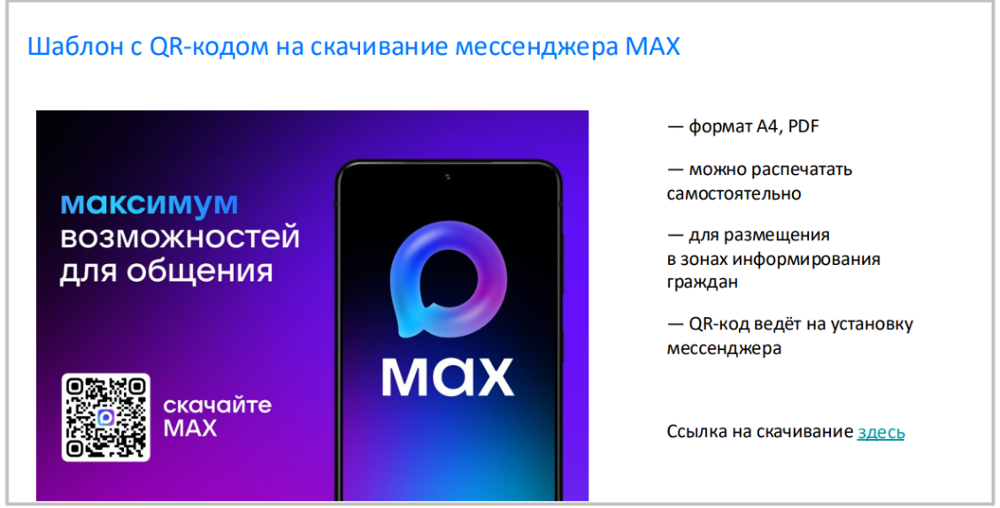 Шаблон с QR-кодом на скачивание мессенджера MAX
максимум
возможностей
для общения
скачайте
MAX
мах
— формат А4, PDF
— можно распечатать
самостоятельно
— для размещения
в зонах информирования
граждан
— QR-код ведёт на установку
мессенджера
Ссылка на скачивание здесь